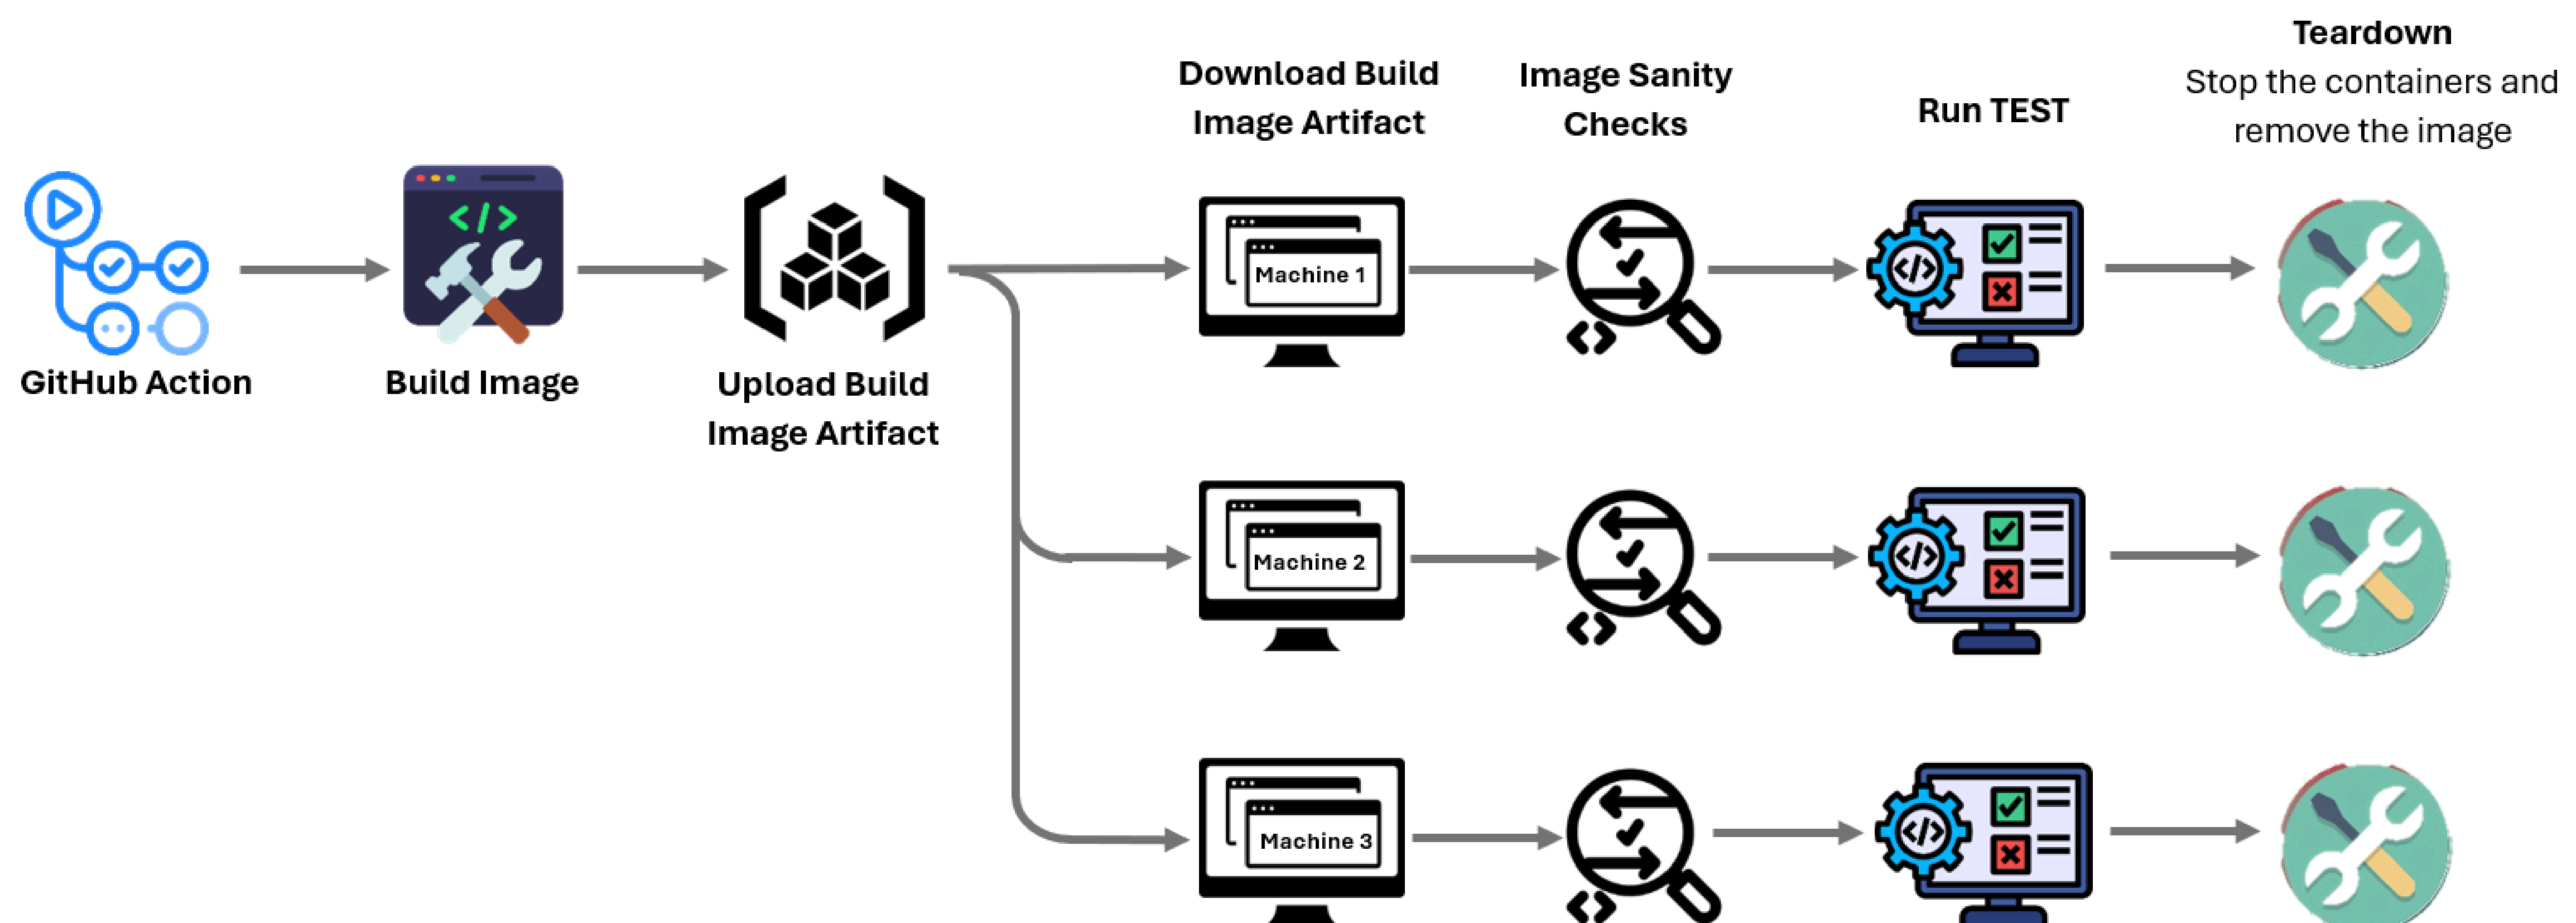 Teardown
Stop the containers and
remove the image
Download Build
Image Artifact
Image Sanity
Checks
Run TEST
GitHub Action
Build Image
Upload Build
Image Artifact
</>
Machine 1
</>
Machine 2
</>
Machine 3
</>